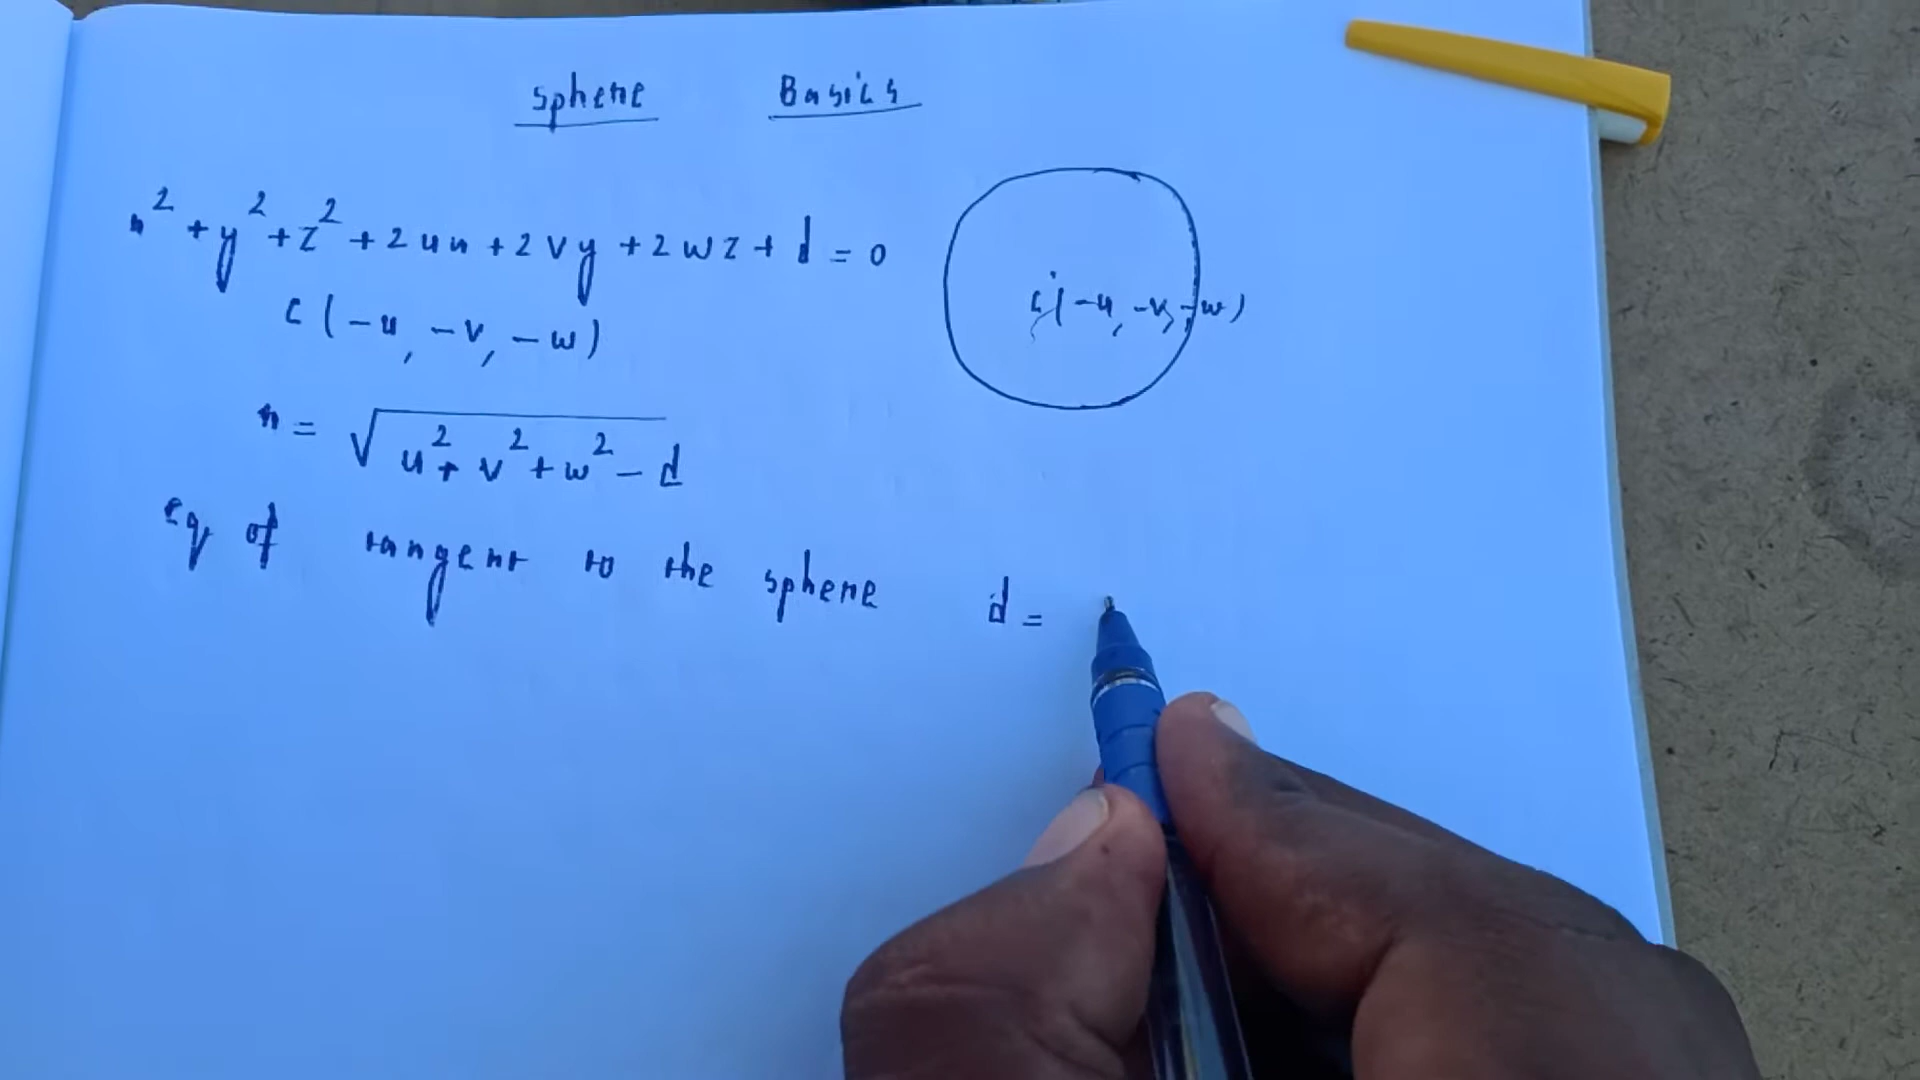 Sphere Basics
x² + y² + z² + 2ux + 2vy + 2wz + d = 0
C(-u, -v, -w)
C(-u, -v, -w)
r = √u² + v² + w² - d
eq of tangent to the sphere d =